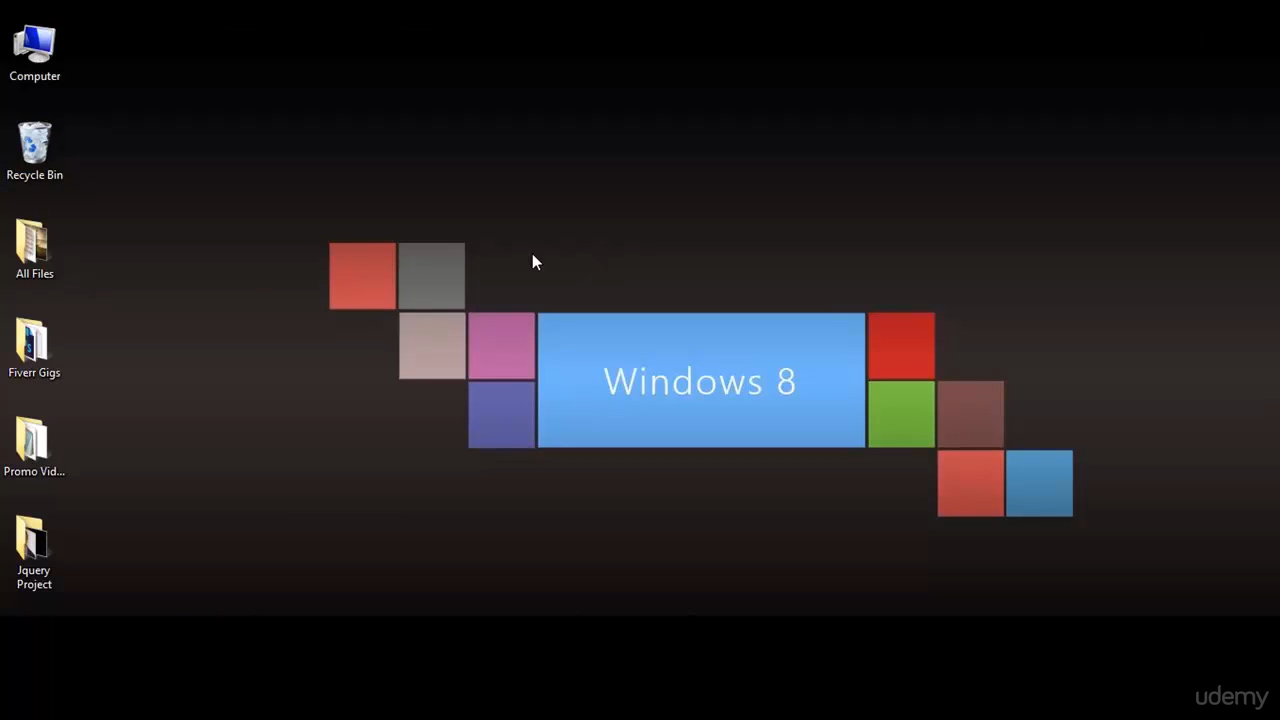 Computer
Recycle Bin
All Files
Fiverr Gigs
Promo Vid...
Jquery
Project
Windows 8
udemy